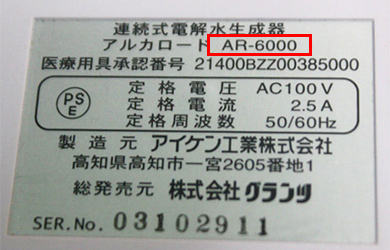 連続式電解水生成器
アルカロード AR-6000
医療用具承認番号 21400BZZ00385000
PS
E
定格電圧 AC100V
定格電流 2.5A
定格周波数 50/60Hz
製造元 アイケン工業株式会社
高知県高知市一宮2605番地1
総発売元 株式会社グランツ
SER.No. 03102911